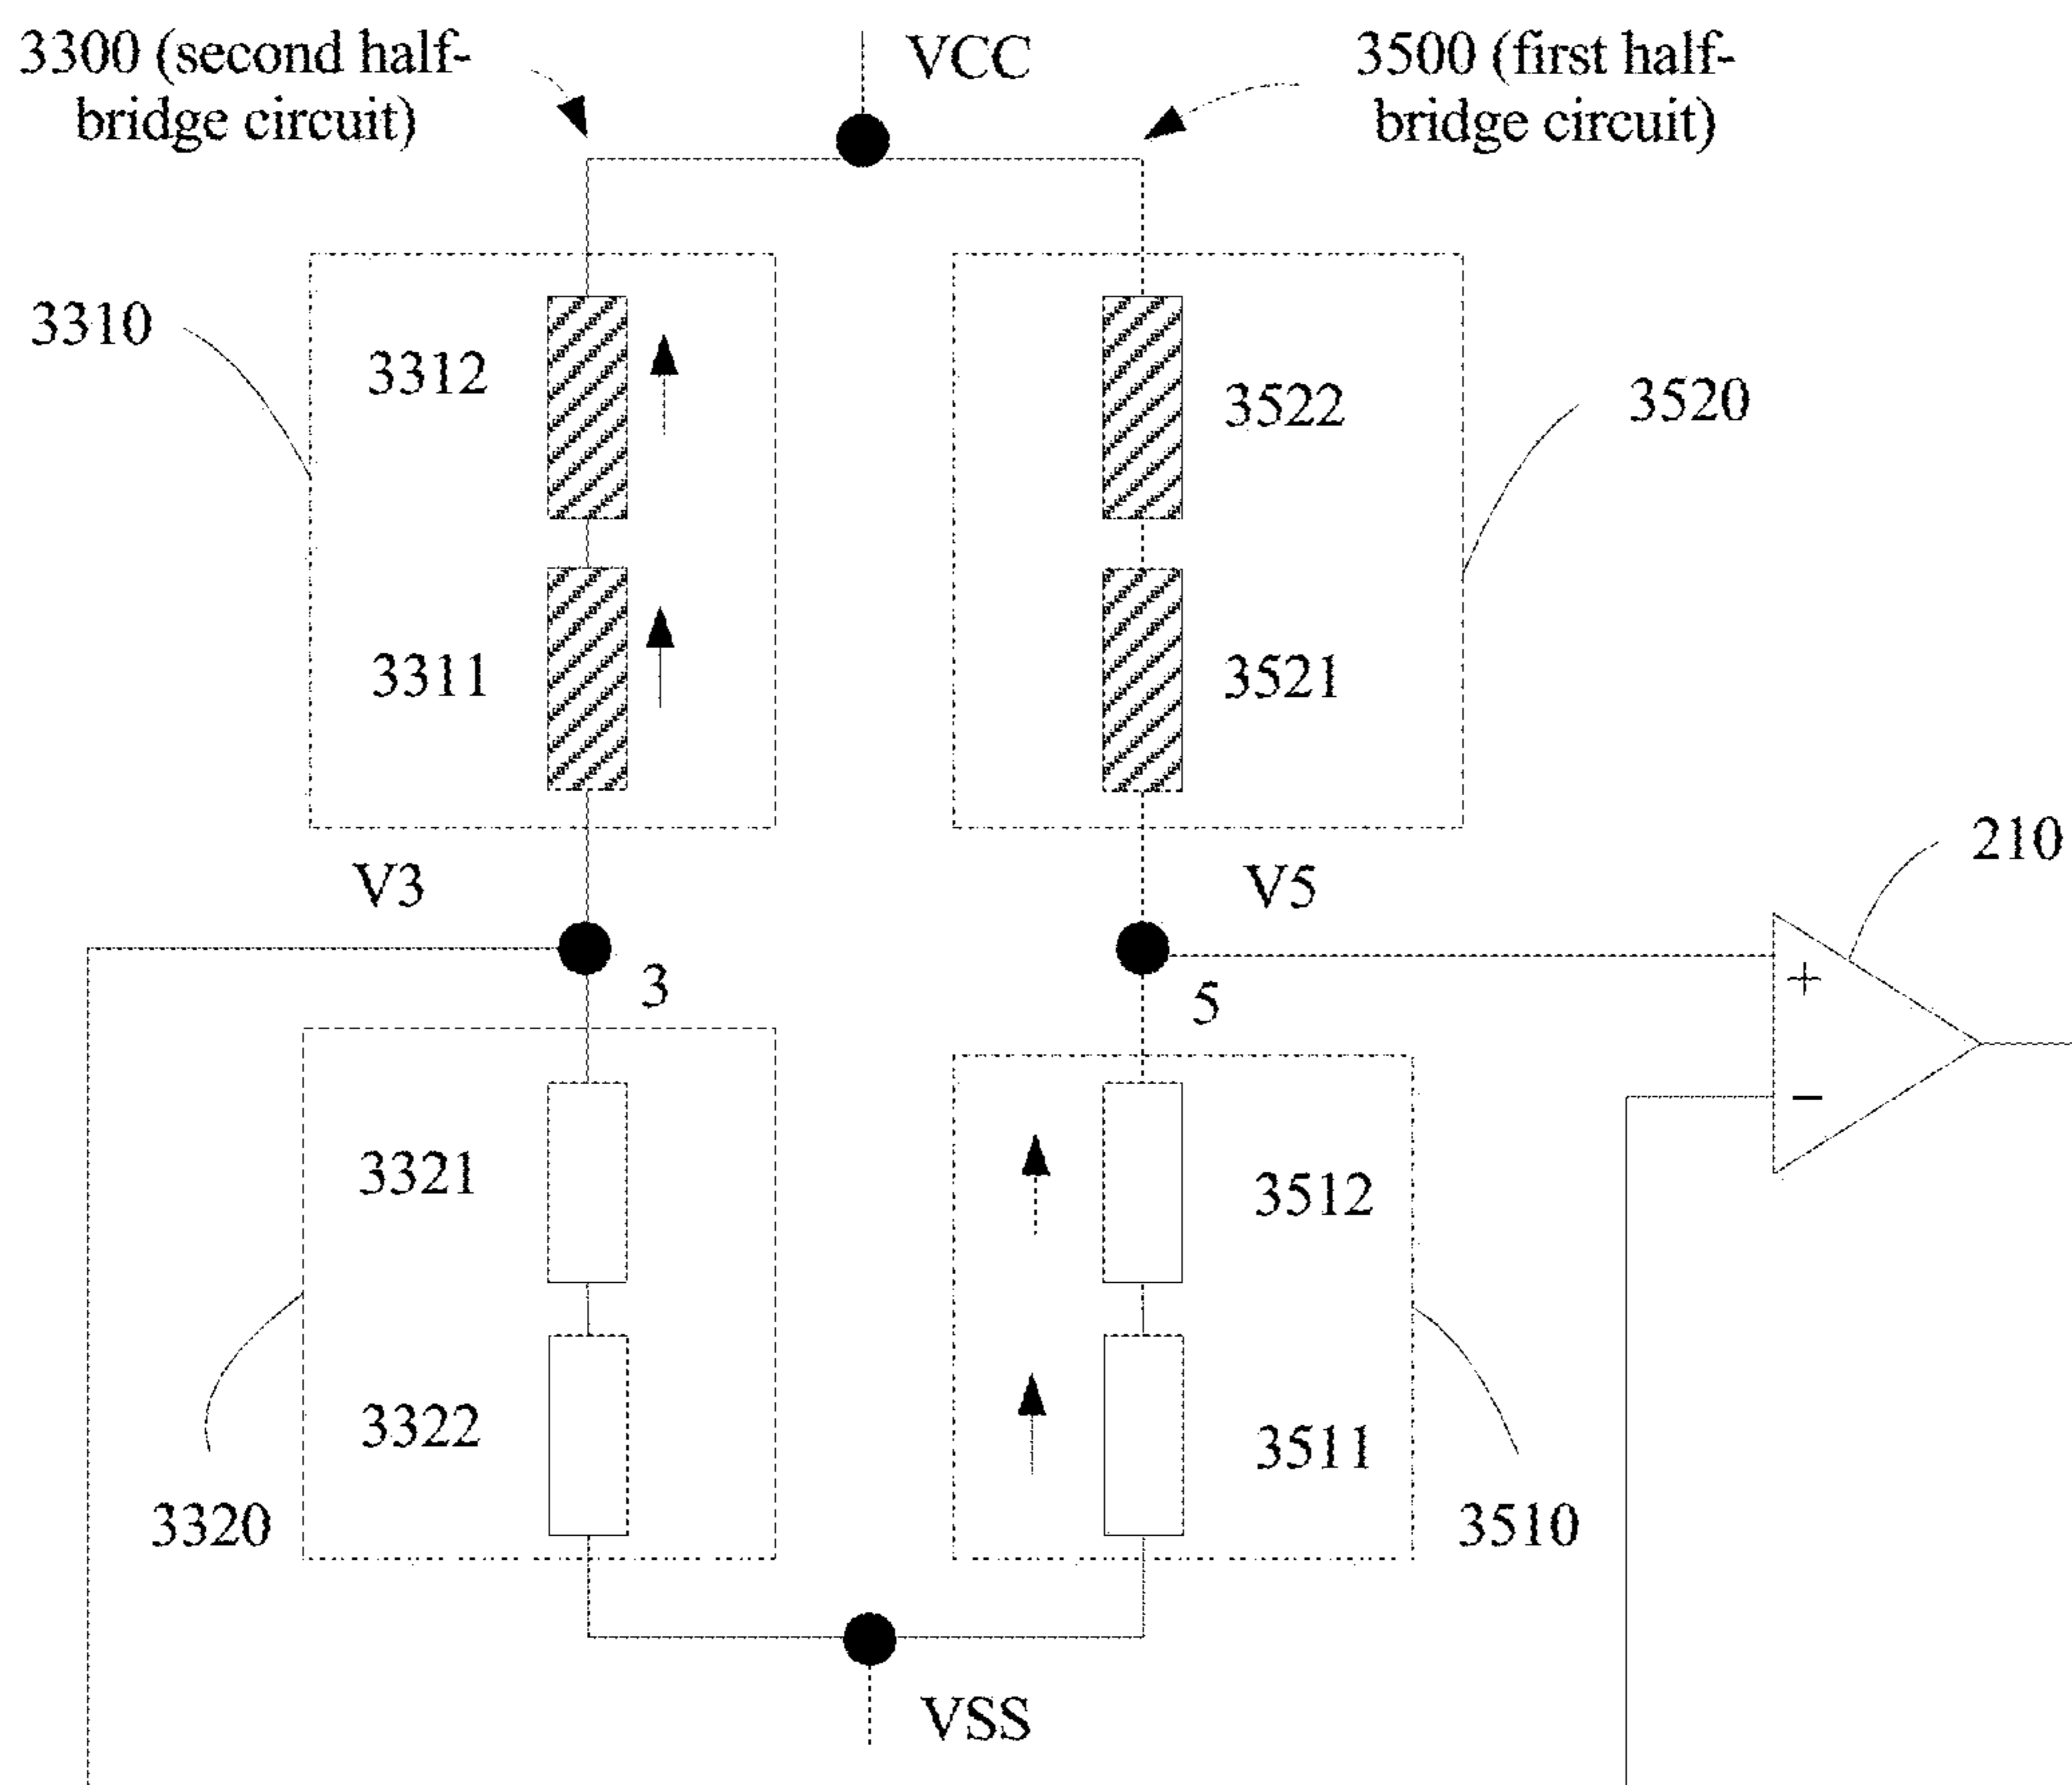 3300 (second half-
bridge circuit)
VCC
3500 (first half-
bridge circuit)
3310
3312
3522
3520
3311
3521
V3
V5
210
3
5
+
−
3321
3512
3322
3511
3320
3510
VSS